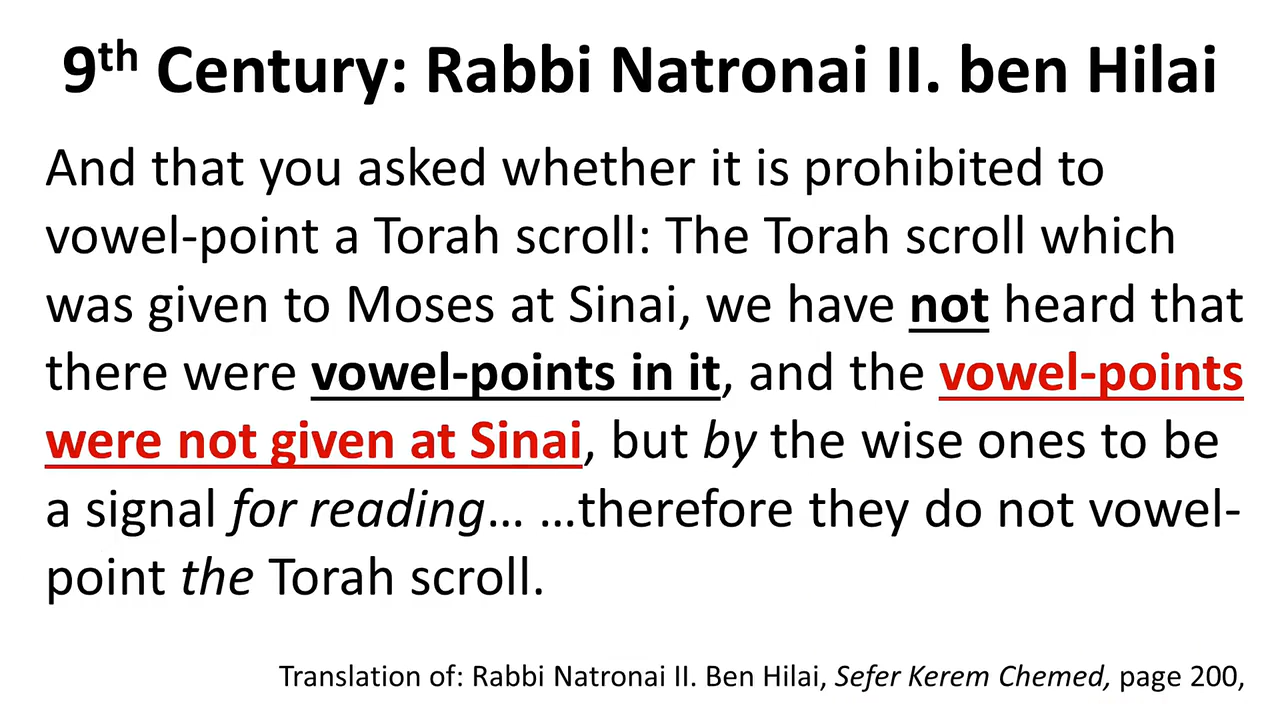 9th Century: Rabbi Natronai II. ben Hilai
And that you asked whether it is prohibited to
vowel-point a Torah scroll: The Torah scroll which
was given to Moses at Sinai, we have not heard that
there were vowel-points in it, and the vowel-points
were not given at Sinai, but by the wise ones to be
a signal for reading… …therefore they do not vowel-
point the Torah scroll.
Translation of: Rabbi Natronai II. Ben Hilai, Sefer Kerem Chemed, page 200,